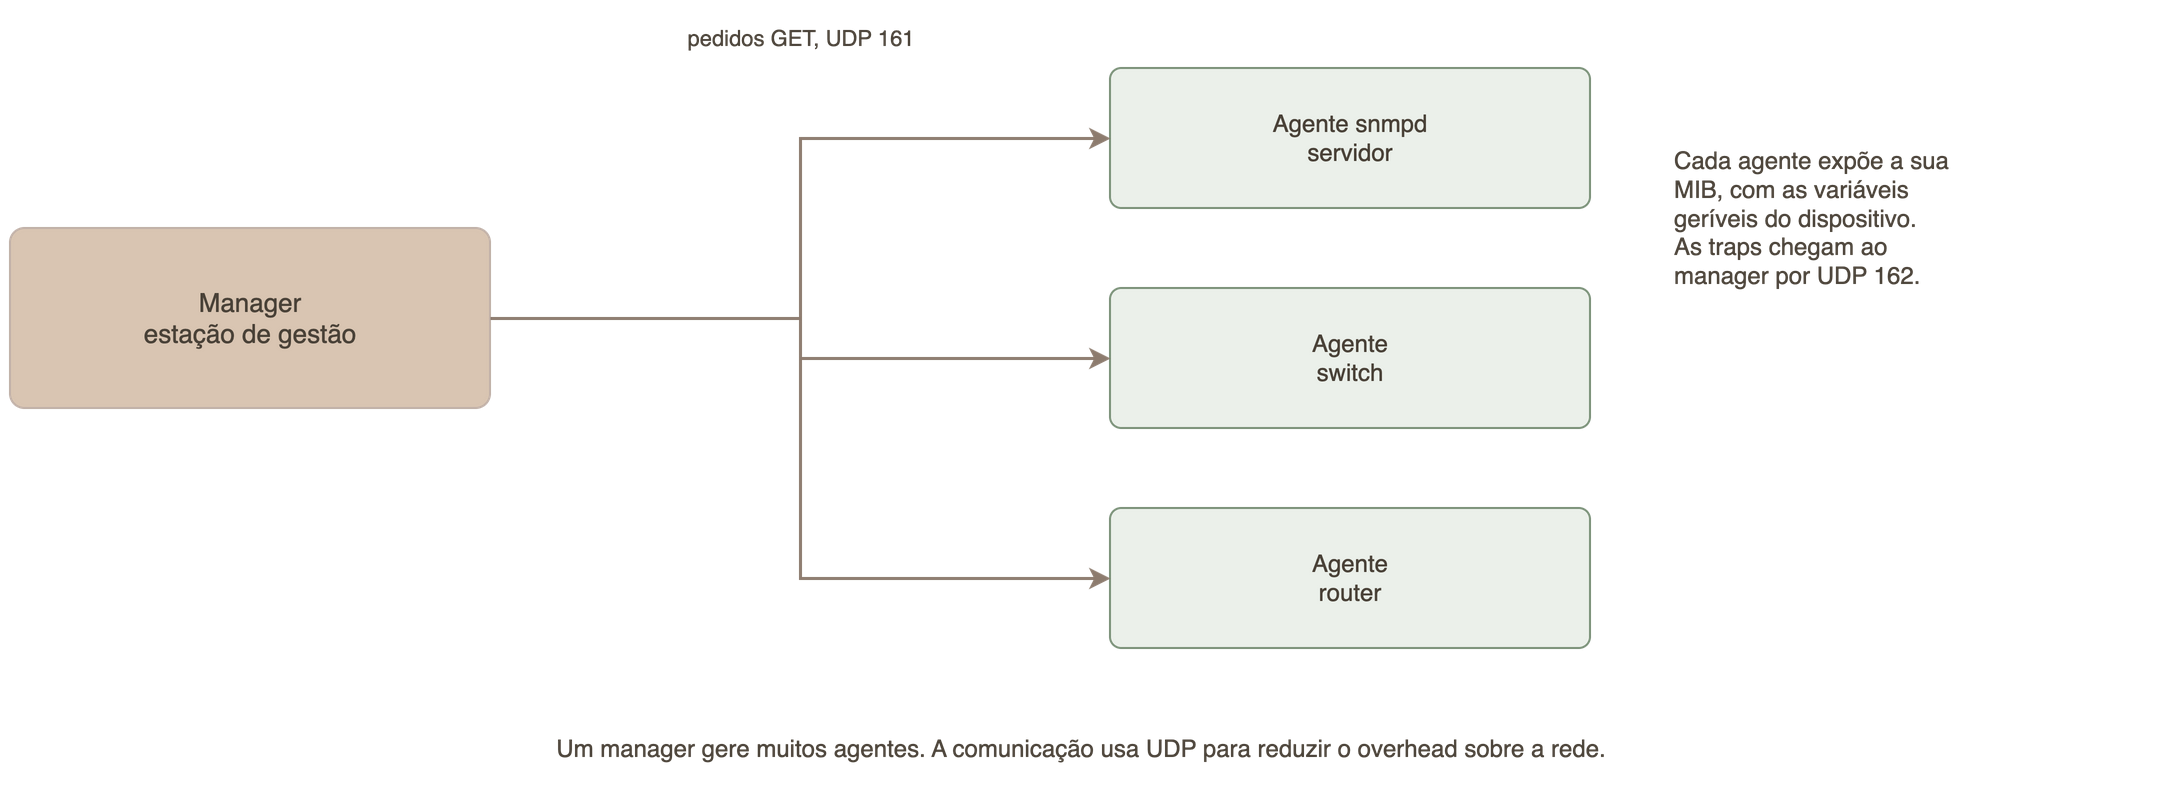 pedidos GET, UDP 161
Manager
estação de gestão
Agente snmpd
servidor
Agente
switch
Agente
router
Cada agente expõe a sua
MIB, com as variáveis
geríveis do dispositivo.
As traps chegam ao
manager por UDP 162.
Um manager gere muitos agentes. A comunicação usa UDP para reduzir o overhead sobre a rede.